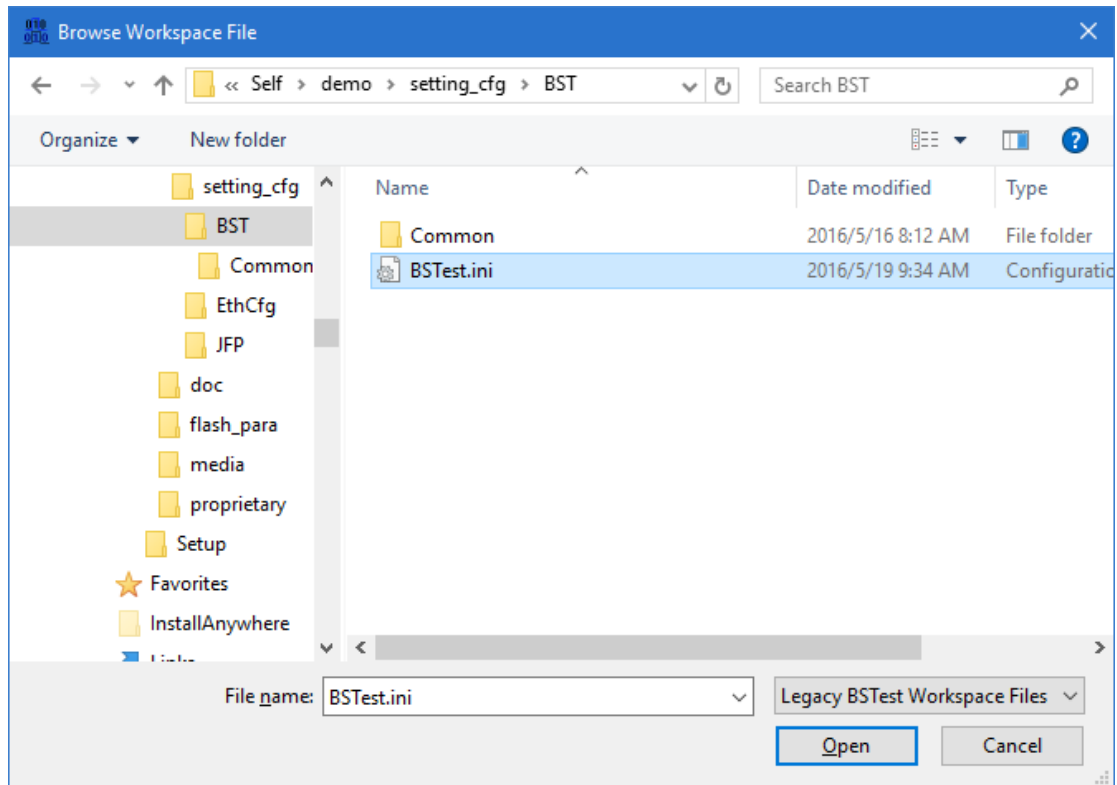 Browse Workspace File
« Self > demo > setting_cfg > BST
Search BST
Organize
New folder
?
setting_cfg
BST
Common
EthCfg
JFP
doc
flash_para
media
proprietary
Setup
Favorites
InstallAnywhere
Links
Name Date modified Type
Common 2016/5/16 8:12 AM File folder
BSTest.ini 2016/5/19 9:34 AM Configuratio
File name: BSTest.ini Legacy BSTest Workspace Files
Open Cancel